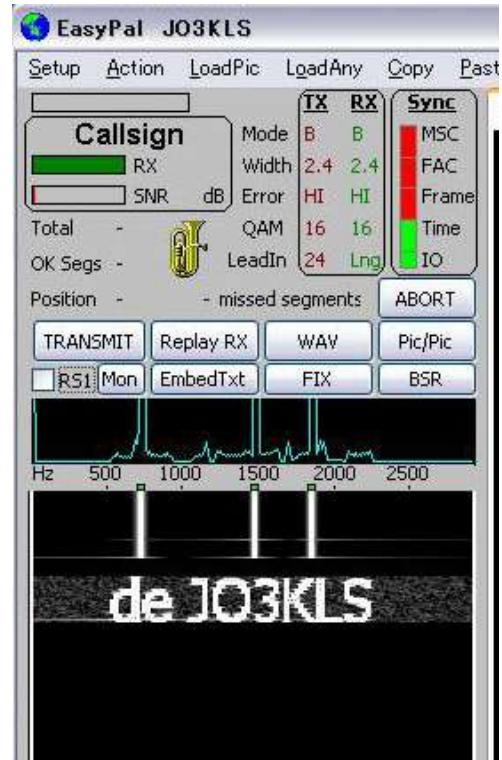 EasyPal JO3KLS
Setup Action LoadPic LoadAny Copy Past
TX RX Sync
Callsign Mode B B MSC
RX Width 2.4 2.4 FAC
SNR dB Error HI HI Frame
Total - QAM 16 16 Time
OK Segs - LeadIn 24 Lng IO
Position - - missed segments ABORT
TRANSMIT Replay RX WAV Pic/Pic
RS1 Mon EmbedTxt FIX BSR
Hz 500 1000 1500 2000 2500
de JO3KLS